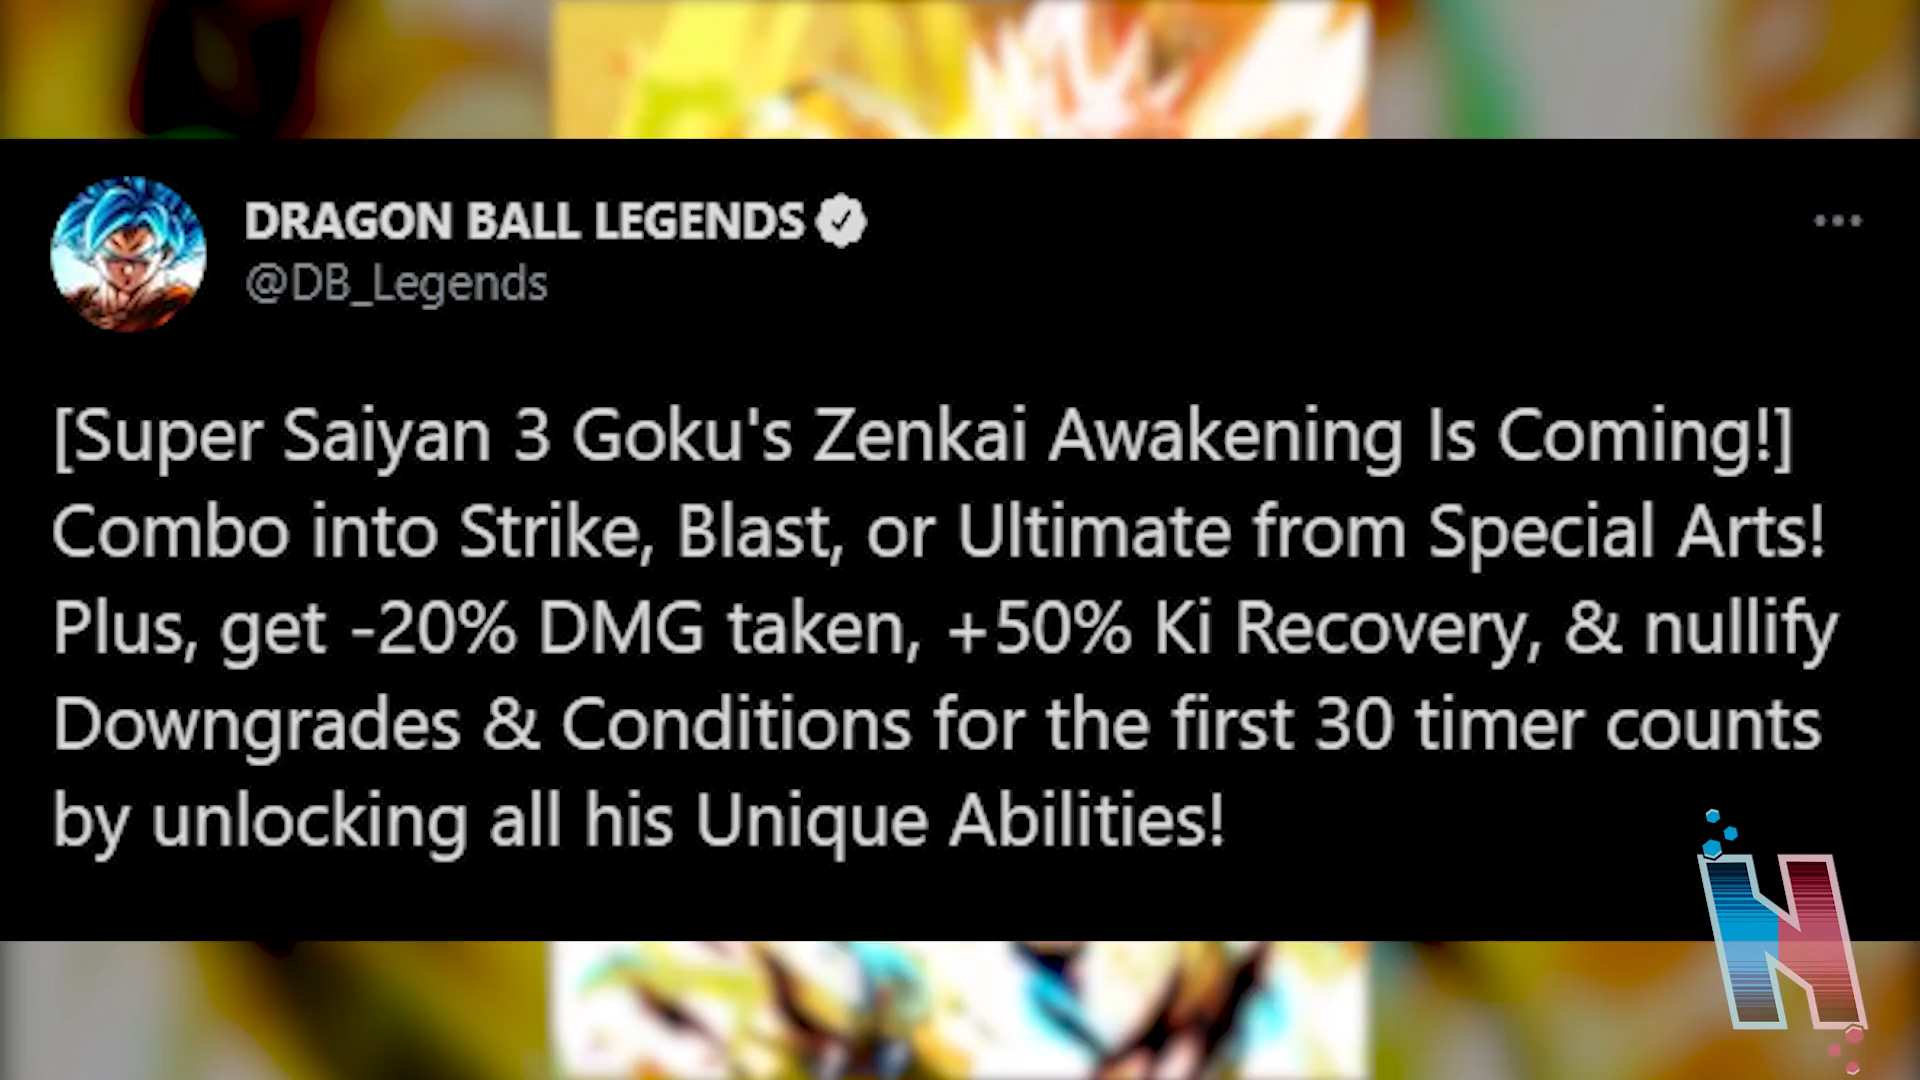 DRAGON BALL LEGENDS
@DB_Legends
[Super Saiyan 3 Goku's Zenkai Awakening Is Coming!]
Combo into Strike, Blast, or Ultimate from Special Arts!
Plus, get -20% DMG taken, +50% Ki Recovery, & nullify
Downgrades & Conditions for the first 30 timer counts
by unlocking all his Unique Abilities!
N